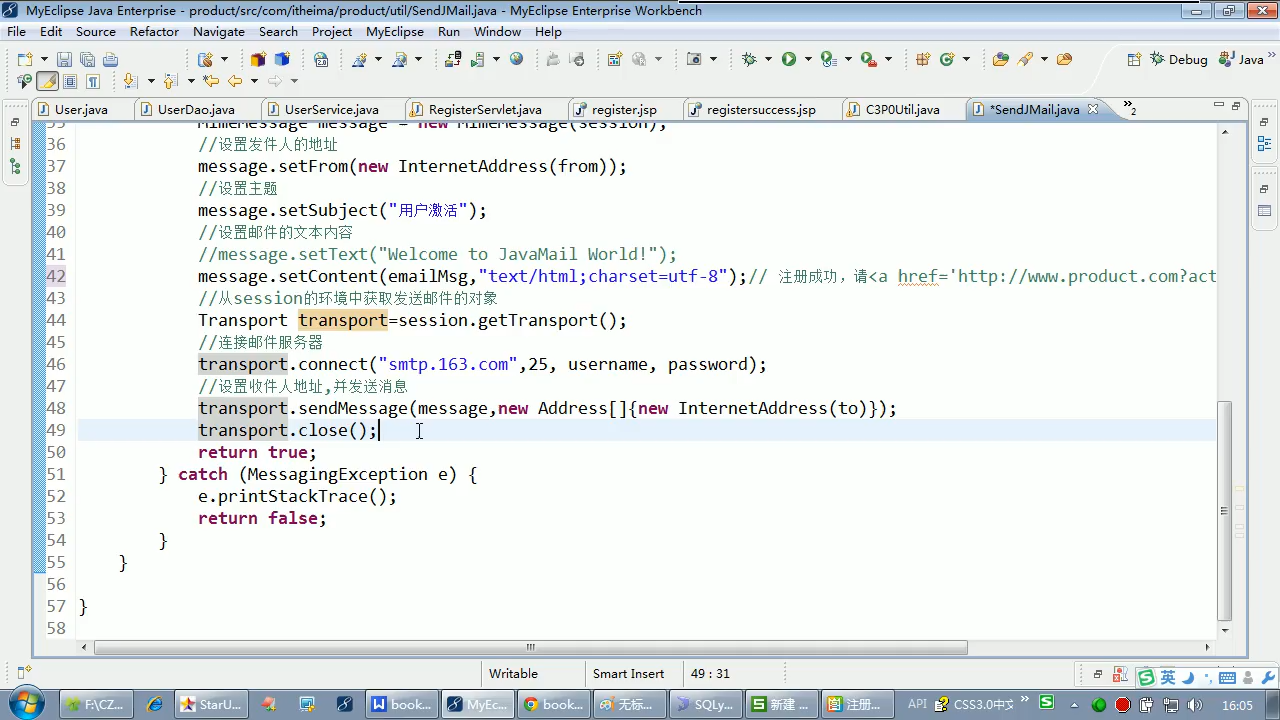 MyEclipse Java Enterprise - product/src/com/itheima/product/util/SendJMail.java - MyEclipse Enterprise Workbench
File Edit Source Refactor Navigate Search Project MyEclipse Run Window Help
Debug Java »
User.java UserDao.java UserService.java RegisterServlet.java register.jsp registersuccess.jsp C3P0Util.java *SendJMail.java »2
35 MimeMessage message = new MimeMessage(session);
36 //设置发件人的地址
37 message.setFrom(new InternetAddress(from));
38 //设置主题
39 message.setSubject("用户激活");
40 //设置邮件的文本内容
41 //message.setText("Welcome to JavaMail World!");
42 message.setContent(emailMsg,"text/html;charset=utf-8");// 注册成功，请<a href='http://www.product.com?act
43 //从session的环境中获取发送邮件的对象
44 Transport transport=session.getTransport();
45 //连接邮件服务器
46 transport.connect("smtp.163.com",25, username, password);
47 //设置收件人地址,并发送消息
48 transport.sendMessage(message,new Address[]{new InternetAddress(to)});
49 transport.close();
50 return true;
51 } catch (MessagingException e) {
52 e.printStackTrace();
53 return false;
54 }
55 }
56
57 }
58
Writable Smart Insert 49 : 31
英
F:\CZ... StarU... book... MyEc... book... 无标... SQLy... 新建 ... 注册... API CSS3.0中文 » 16:05